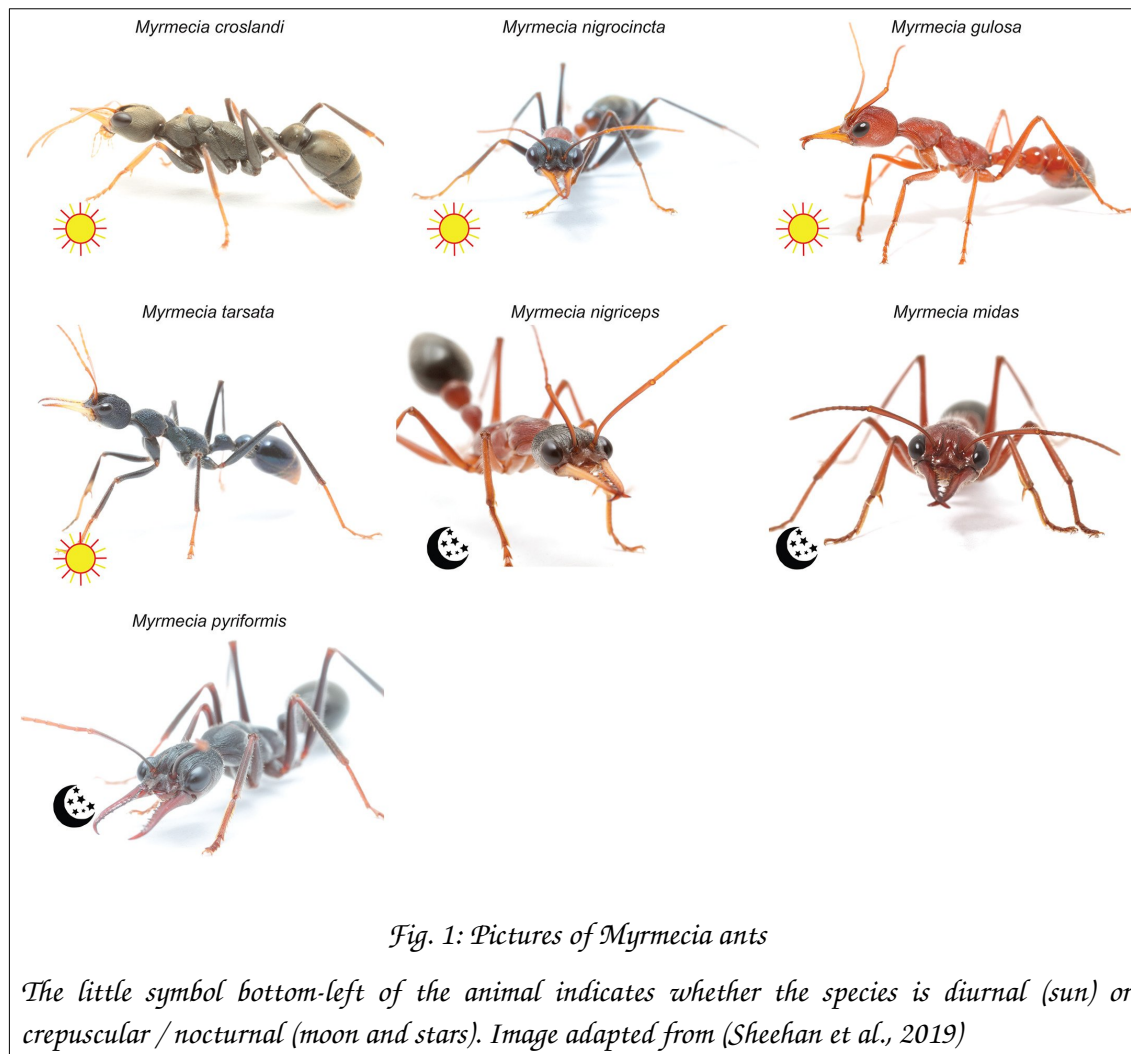 Myrmecia croslandi
Myrmecia nigrocincta
Myrmecia gulosa
Myrmecia tarsata
Myrmecia nigriceps
Myrmecia midas
Myrmecia pyriformis
Fig. 1: Pictures of Myrmecia ants
The little symbol bottom-left of the animal indicates whether the species is diurnal (sun) or
crepuscular / nocturnal (moon and stars). Image adapted from (Sheehan et al., 2019)